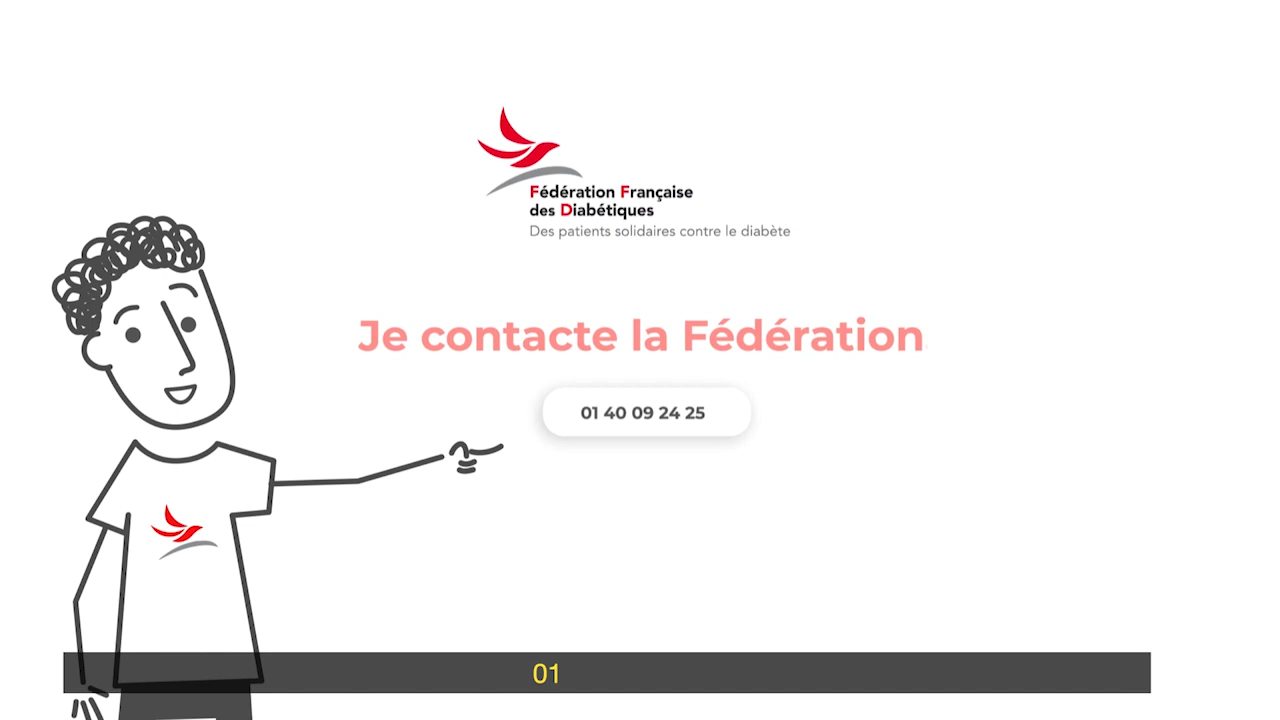 Fédération Française
des Diabétiques
Des patients solidaires contre le diabète
Je contacte la Fédération
01 40 09 24 25
01